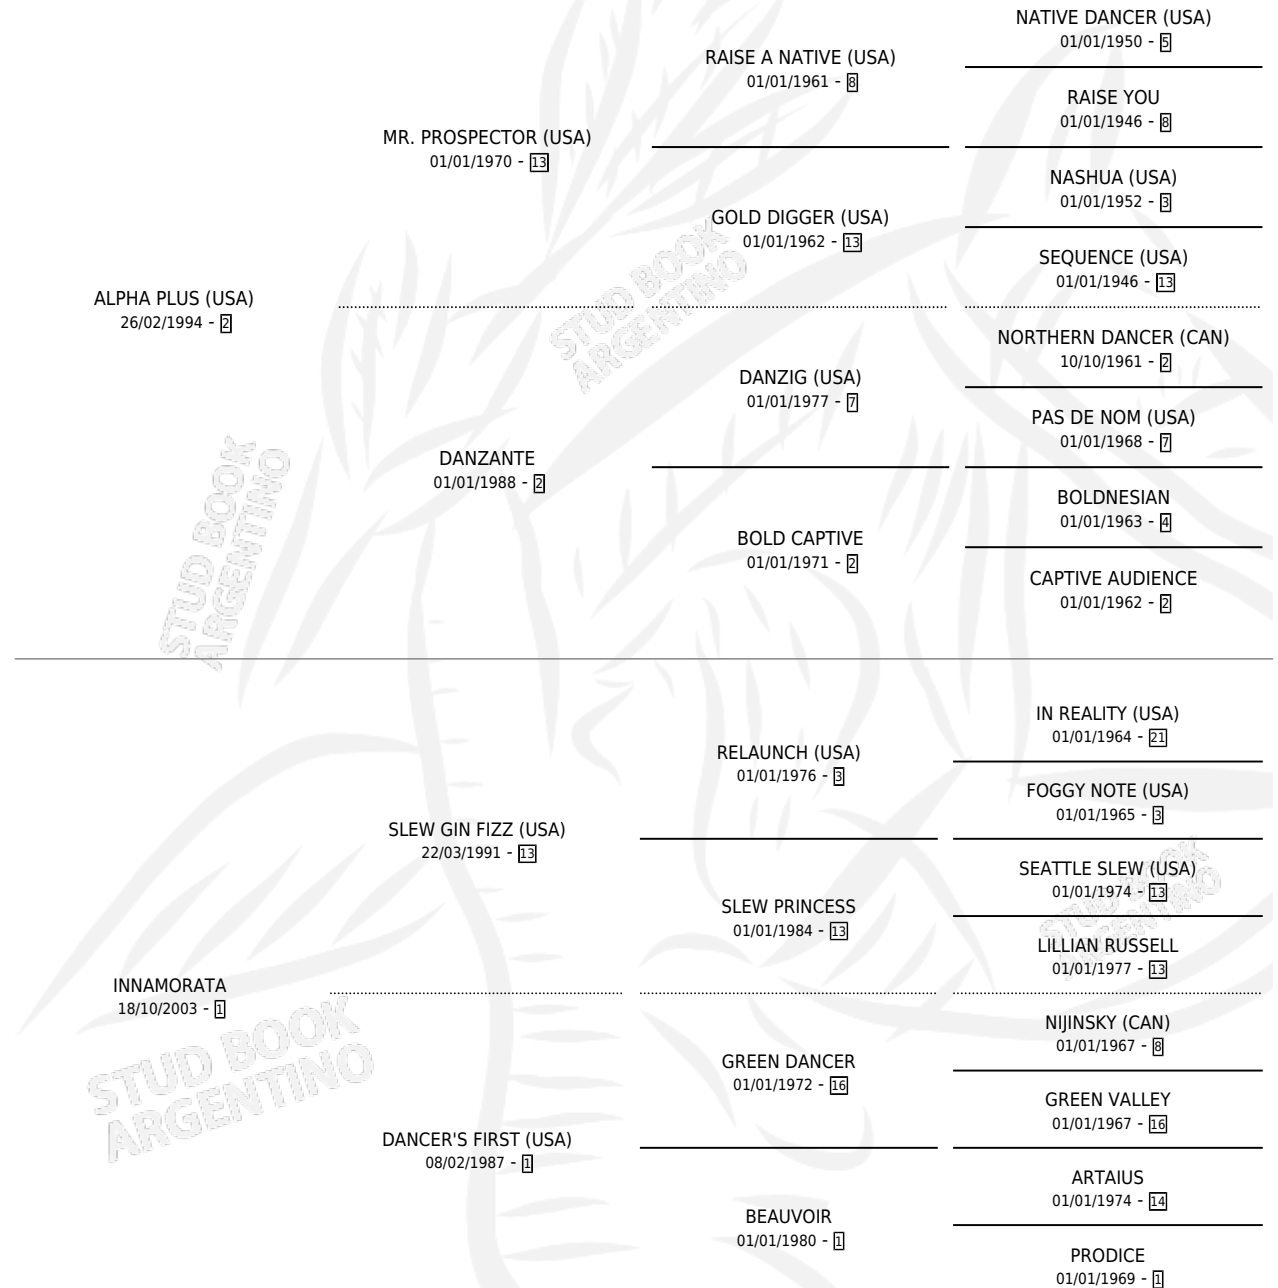 NATIVE DANCER (USA)
01/01/1950 - 5
RAISE A NATIVE (USA)
01/01/1961 - 8
RAISE YOU
01/01/1946 - 8
MR. PROSPECTOR (USA)
01/01/1970 - 13
NASHUA (USA)
01/01/1952 - 3
GOLD DIGGER (USA)
01/01/1962 - 13
SEQUENCE (USA)
01/01/1946 - 13
ALPHA PLUS (USA)
26/02/1994 - 2
STUD BOOK
ARGENTINO
NORTHERN DANCER (CAN)
10/10/1961 - 2
DANZIG (USA)
01/01/1977 - 7
PAS DE NOM (USA)
01/01/1968 - 7
DANZANTE
01/01/1988 - 2
BOLDNESIAN
01/01/1963 - 4
BOLD CAPTIVE
01/01/1971 - 2
CAPTIVE AUDIENCE
01/01/1962 - 2
STUD BOOK
ARGENTINO
IN REALITY (USA)
01/01/1964 - 21
RELAUNCH (USA)
01/01/1976 - 3
FOGGY NOTE (USA)
01/01/1965 - 3
SLEW GIN FIZZ (USA)
22/03/1991 - 13
SEATTLE SLEW (USA)
01/01/1974 - 13
SLEW PRINCESS
01/01/1984 - 13
LILLIAN RUSSELL
01/01/1977 - 13
STUD BOOK
ARGENTINO
INNAMORATA
18/10/2003 - 1
NIJINSKY (CAN)
01/01/1967 - 8
GREEN DANCER
01/01/1972 - 16
GREEN VALLEY
01/01/1967 - 16
STUD BOOK
ARGENTINO
DANCER'S FIRST (USA)
08/02/1987 - 1
ARTAIUS
01/01/1974 - 14
BEAUVOIR
01/01/1980 - 1
PRODICE
01/01/1969 - 1